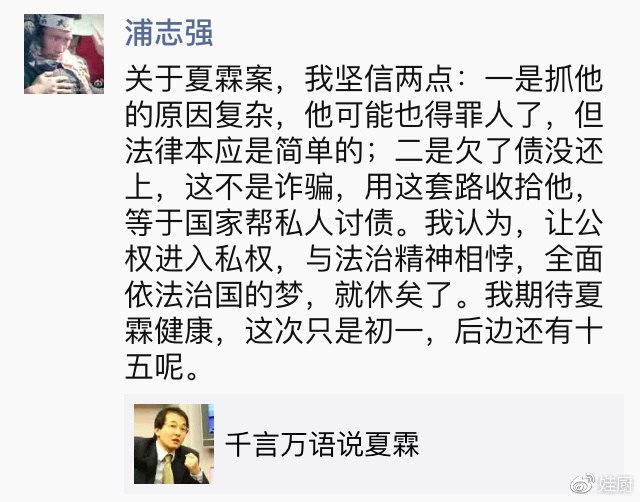 浦志强
关于夏霖案，我坚信两点：一是抓他
的原因复杂，他可能也得罪人了，但
法律本应是简单的；二是欠了债没还
上，这不是诈骗，用这套路收拾他，
等于国家帮私人讨债。我认为，让公
权进入私权，与法治精神相悖，全面
依法治国的梦，就休矣了。我期待夏
霖健康，这次只是初一，后边还有十
五呢。
千言万语说夏霖
娃厨